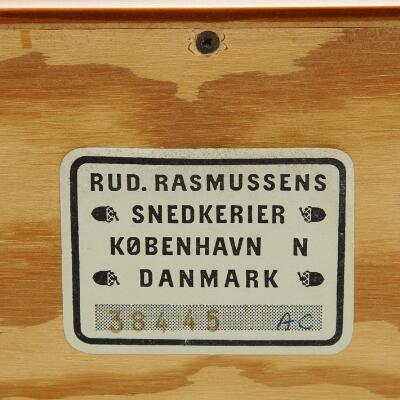 RUD. RASMUSSENS
SNEDKERIER
KØBENHAVN N
DANMARK
38445 AC